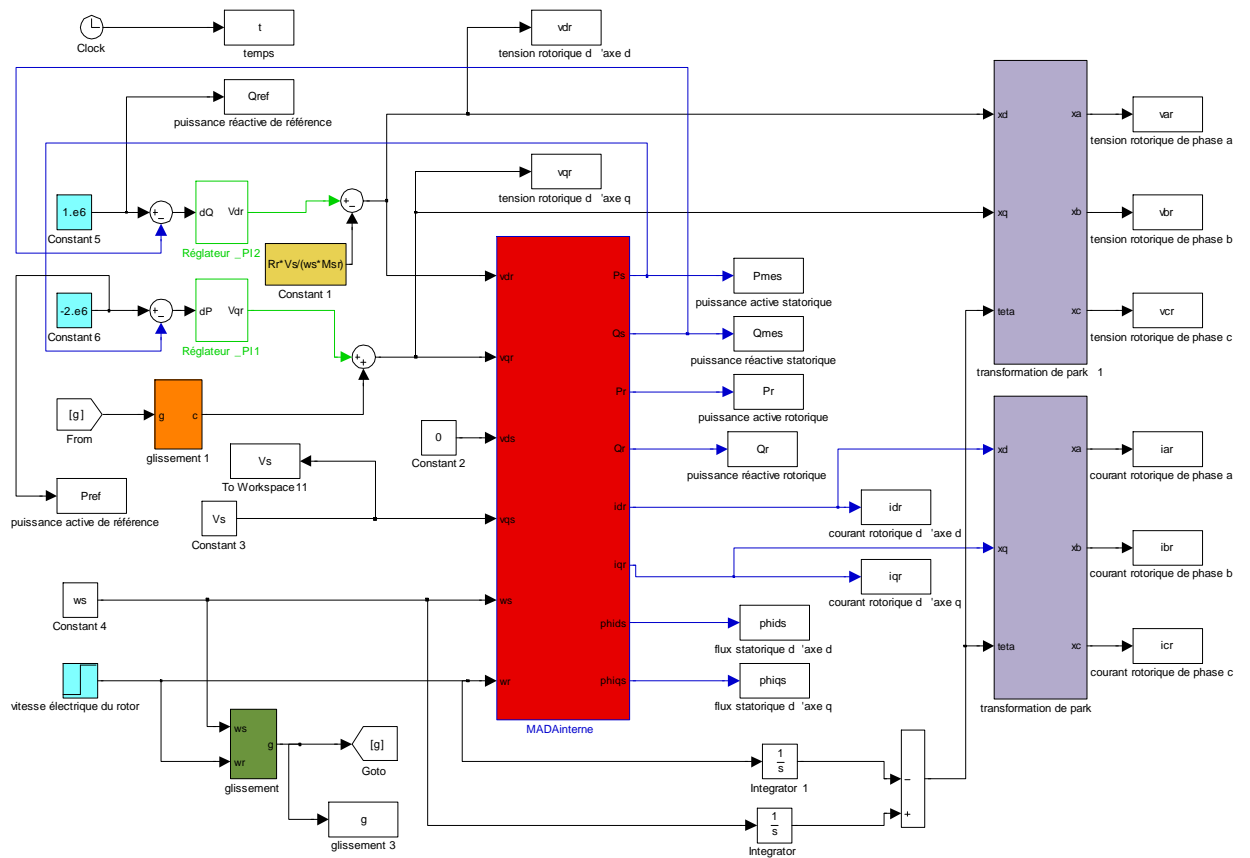 Clock
t
temps
vdr
tension rotorique d 'axe d
Qref
puissance réactive de référence
vqr
tension rotorique d 'axe q
1.e6
Constant 5
+
−
dQ
Vdr
Réglateur _PI2
+
−
Rr*Vs/(ws*Msr)
Constant 1
-2.e6
Constant 6
+
−
dP
Vqr
Réglateur _PI1
+
+
[g]
From
g
c
glissement 1
Pref
puissance active de référence
Vs
To Workspace11
Vs
Constant 3
0
Constant 2
ws
Constant 4
vitesse électrique du rotor
ws
wr
g
glissement
[g]
Goto
g
glissement 3
vdr
vqr
vds
vqs
ws
wr
Ps
Qs
Pr
Qr
idr
iqr
phids
phiqs
MADAinterne
Pmes
puissance active statorique
Qmes
puissance réactive statorique
Pr
puissance active rotorique
Qr
puissance réactive rotorique
idr
courant rotorique d 'axe d
iqr
courant rotorique d 'axe q
phids
flux statorique d 'axe d
phiqs
flux statorique d 'axe q
1
s
Integrator 1
1
s
Integrator
−
+
xd
xq
teta
xa
xb
xc
transformation de park 1
var
tension rotorique de phase a
vbr
tension rotorique de phase b
vcr
tension rotorique de phase c
xd
xq
teta
xa
xb
xc
transformation de park
iar
courant rotorique de phase a
ibr
courant rotorique de phase b
icr
courant rotorique de phase c